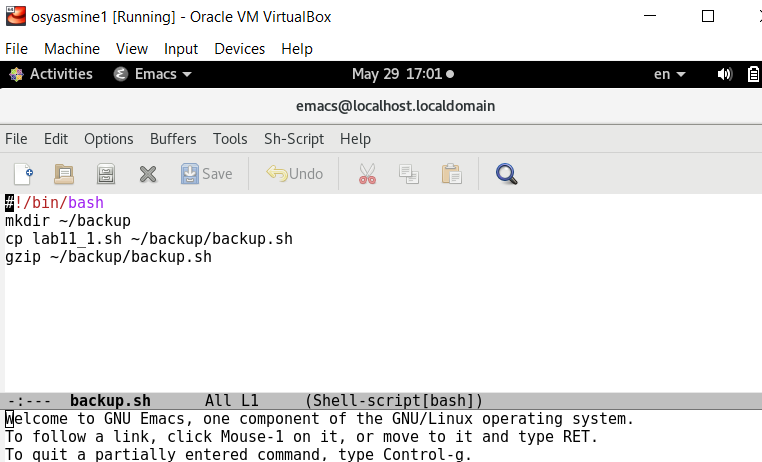 osyasmine1 [Running] - Oracle VM VirtualBox
File Machine View Input Devices Help
Activities Emacs May 29 17:01 en
emacs@localhost.localdomain
File Edit Options Buffers Tools Sh-Script Help
Save Undo
#!/bin/bash
mkdir ~/backup
cp lab11_1.sh ~/backup/backup.sh
gzip ~/backup/backup.sh
-:--- backup.sh All L1 (Shell-script[bash])
Welcome to GNU Emacs, one component of the GNU/Linux operating system.
To follow a link, click Mouse-1 on it, or move to it and type RET.
To quit a partially entered command, type Control-g.